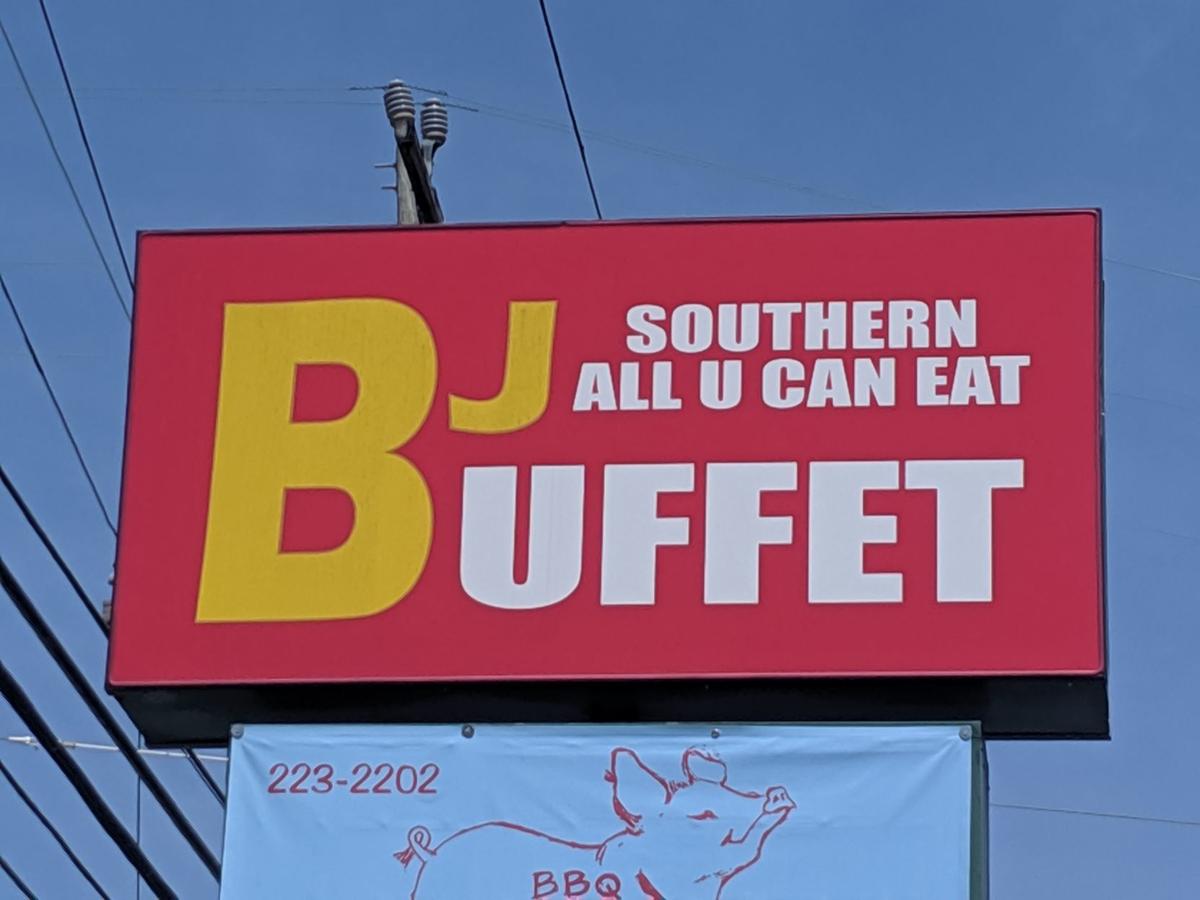 BJ
SOUTHERN
ALL U CAN EAT
BUFFET
223-2202
BBQ